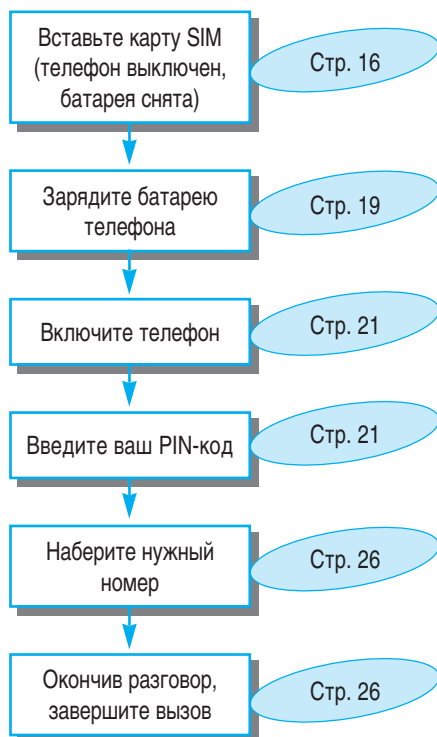 Вставьте карту SIM
(телефон выключен,
батарея снята)
Стр. 16
Зарядите батарею
телефона
Стр. 19
Включите телефон
Стр. 21
Введите ваш PIN-код
Стр. 21
Наберите нужный
номер
Стр. 26
Окончив разговор,
завершите вызов
Стр. 26